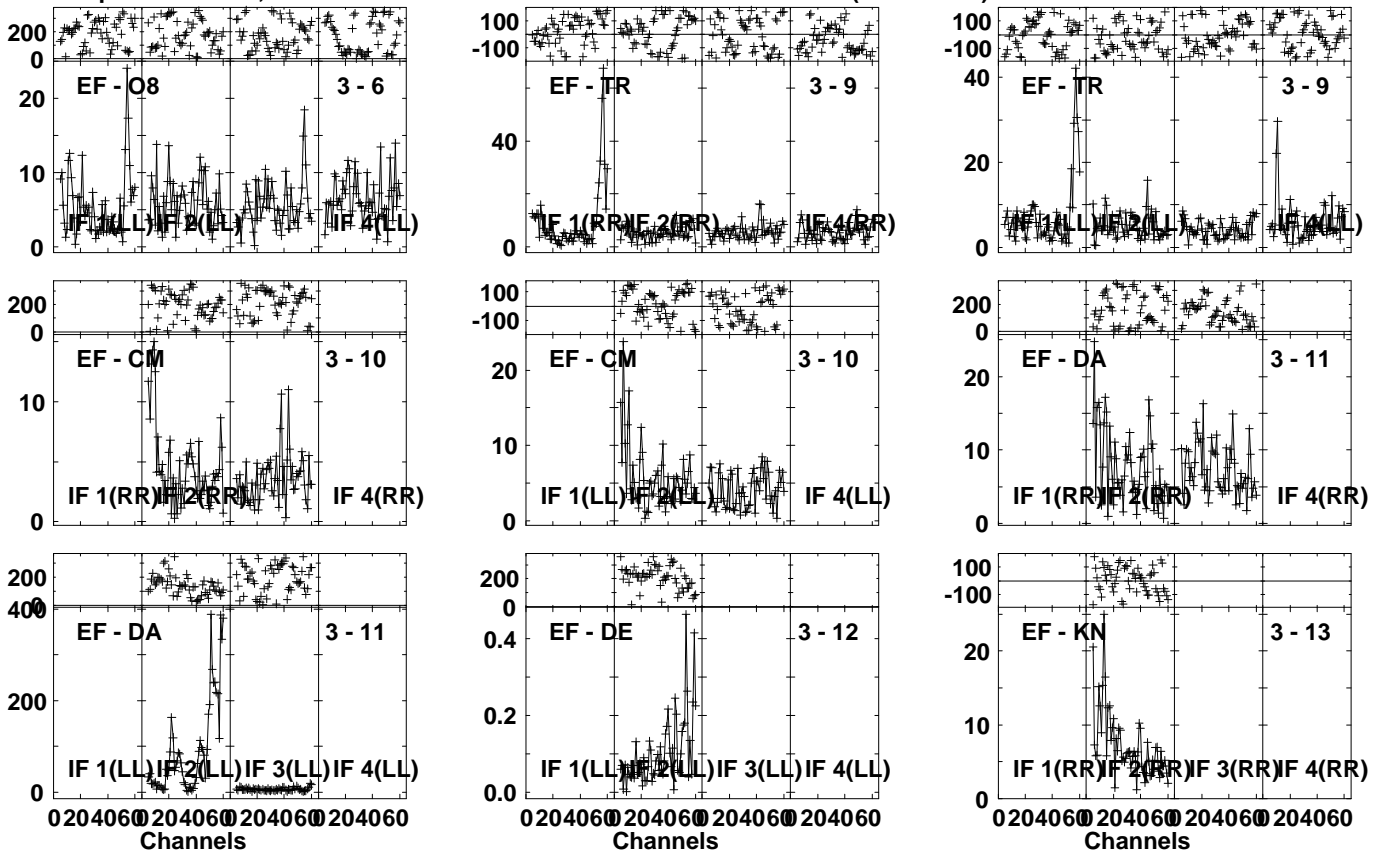 200
0
100
-100
100
-100
EF - O8
3 - 6
20
10
0
IF 1(LL)
IF 2(LL)
IF 4(LL)
EF - TR
3 - 9
40
0
IF 1(RR)
IF 2(RR)
IF 4(RR)
EF - TR
3 - 9
40
20
0
IF 1(LL)
IF 2(LL)
IF 4(LL)
200
0
100
-100
200
0
EF - CM
3 - 10
10
0
IF 1(RR)
IF 2(RR)
IF 4(RR)
EF - CM
3 - 10
20
10
0
IF 1(LL)
IF 2(LL)
IF 4(LL)
EF - DA
3 - 11
20
10
0
IF 1(RR)
IF 2(RR)
IF 4(RR)
200
0
200
0
100
-100
EF - DA
3 - 11
400
200
0
IF 1(LL)
IF 2(LL)
IF 3(LL)
IF 4(LL)
EF - DE
3 - 12
0.4
0.2
0.0
IF 1(LL)
IF 2(LL)
IF 3(LL)
IF 4(LL)
EF - KN
3 - 13
20
10
0
IF 1(RR)
IF 2(RR)
IF 3(RR)
IF 4(RR)
0 20 40 60 0 20 40 60 0 20 40 60 0 20 40 60
0 20 40 60 0 20 40 60 0 20 40 60 0 20 40 60
0 20 40 60 0 20 40 60 0 20 40 60 0 20 40 60
Channels
Channels
Channels